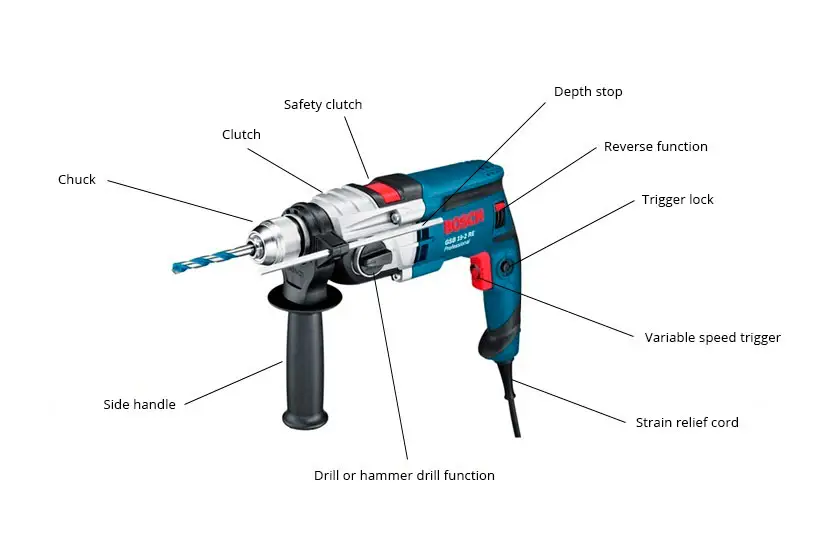 Depth stop
Safety clutch
Clutch
Reverse function
Chuck
Trigger lock
BOSCH
GSB 19-2 RE
Professional
Variable speed trigger
Side handle
Strain relief cord
Drill or hammer drill function